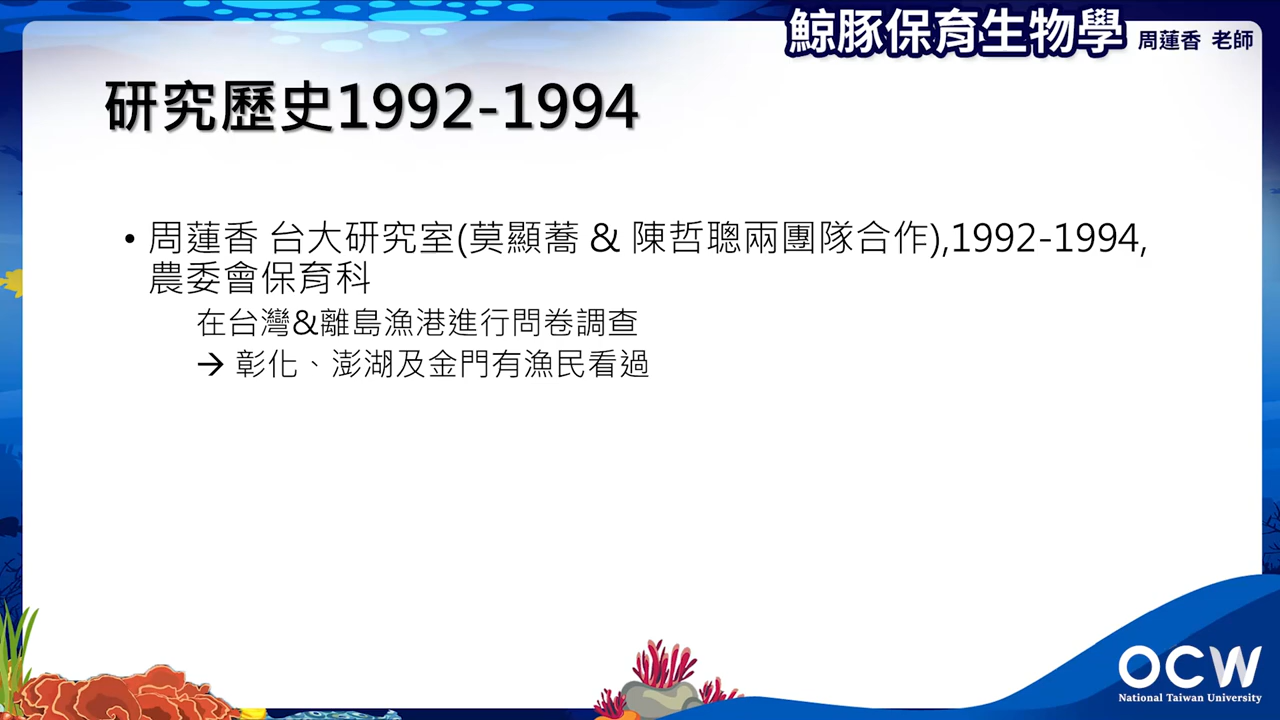 鯨豚保育生物學 周蓮香 老師
研究歷史1992-1994
• 周蓮香 台大研究室(莫顯蕎 & 陳哲聰兩團隊合作),1992-1994,
農委會保育科
在台灣&離島漁港進行問卷調查
→ 彰化、澎湖及金門有漁民看過
OCW
National Taiwan University